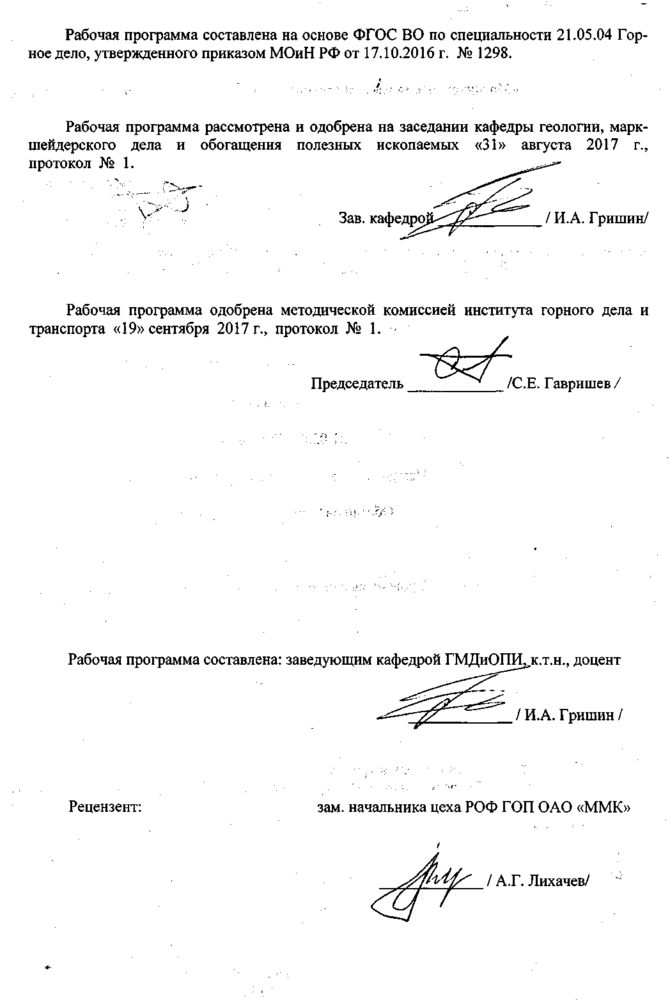 Рабочая программа составлена на основе ФГОС ВО по специальности 21.05.04 Гор-
ное дело, утвержденного приказом МОиН РФ от 17.10.2016 г. № 1298.
Рабочая программа рассмотрена и одобрена на заседании кафедры геологии, марк-
шейдерского дела и обогащения полезных ископаемых «31» августа 2017 г.,
протокол № 1.
Зав. кафедрой ____________ / И.А. Гришин/
Рабочая программа одобрена методической комиссией института горного дела и
транспорта «19» сентября 2017 г., протокол № 1.
Председатель ____________ /С.Е. Гавришев /
Рабочая программа составлена: заведующим кафедрой ГМДиОПИ, к.т.н., доцент
____________ / И.А. Гришин /
Рецензент: зам. начальника цеха РОФ ГОП ОАО «ММК»
____________ / А.Г. Лихачев/